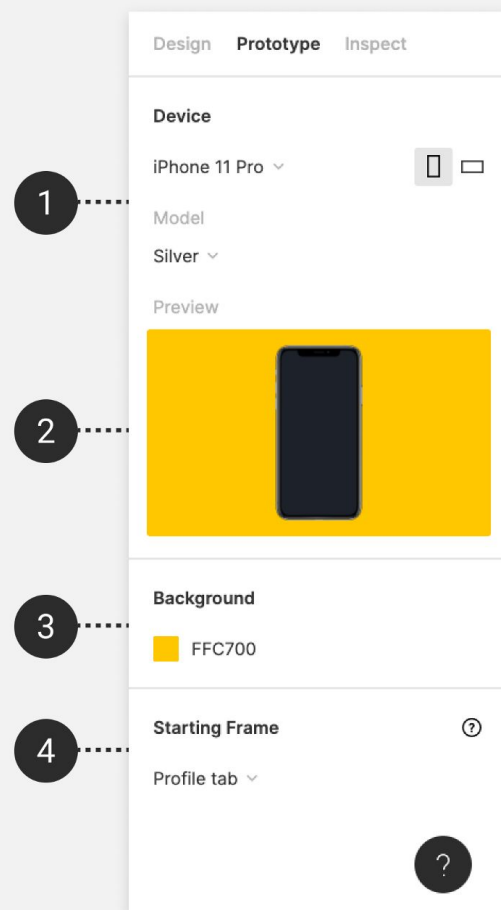 Design Prototype Inspect
Device
iPhone 11 Pro
1
Model
Silver
Preview
2
Background
3
FFC700
Starting Frame ?
4
Profile tab
?